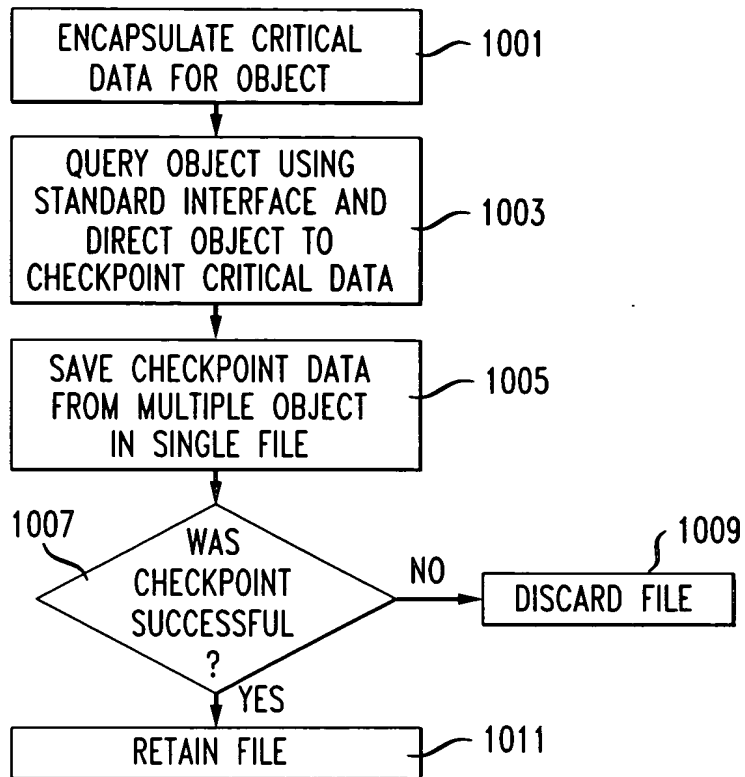 ENCAPSULATE CRITICAL
DATA FOR OBJECT
1001
QUERY OBJECT USING
STANDARD INTERFACE AND
DIRECT OBJECT TO
CHECKPOINT CRITICAL DATA
1003
SAVE CHECKPOINT DATA
FROM MULTIPLE OBJECT
IN SINGLE FILE
1005
1007
WAS
CHECKPOINT
SUCCESSFUL
?
NO
1009
DISCARD FILE
YES
RETAIN FILE
1011